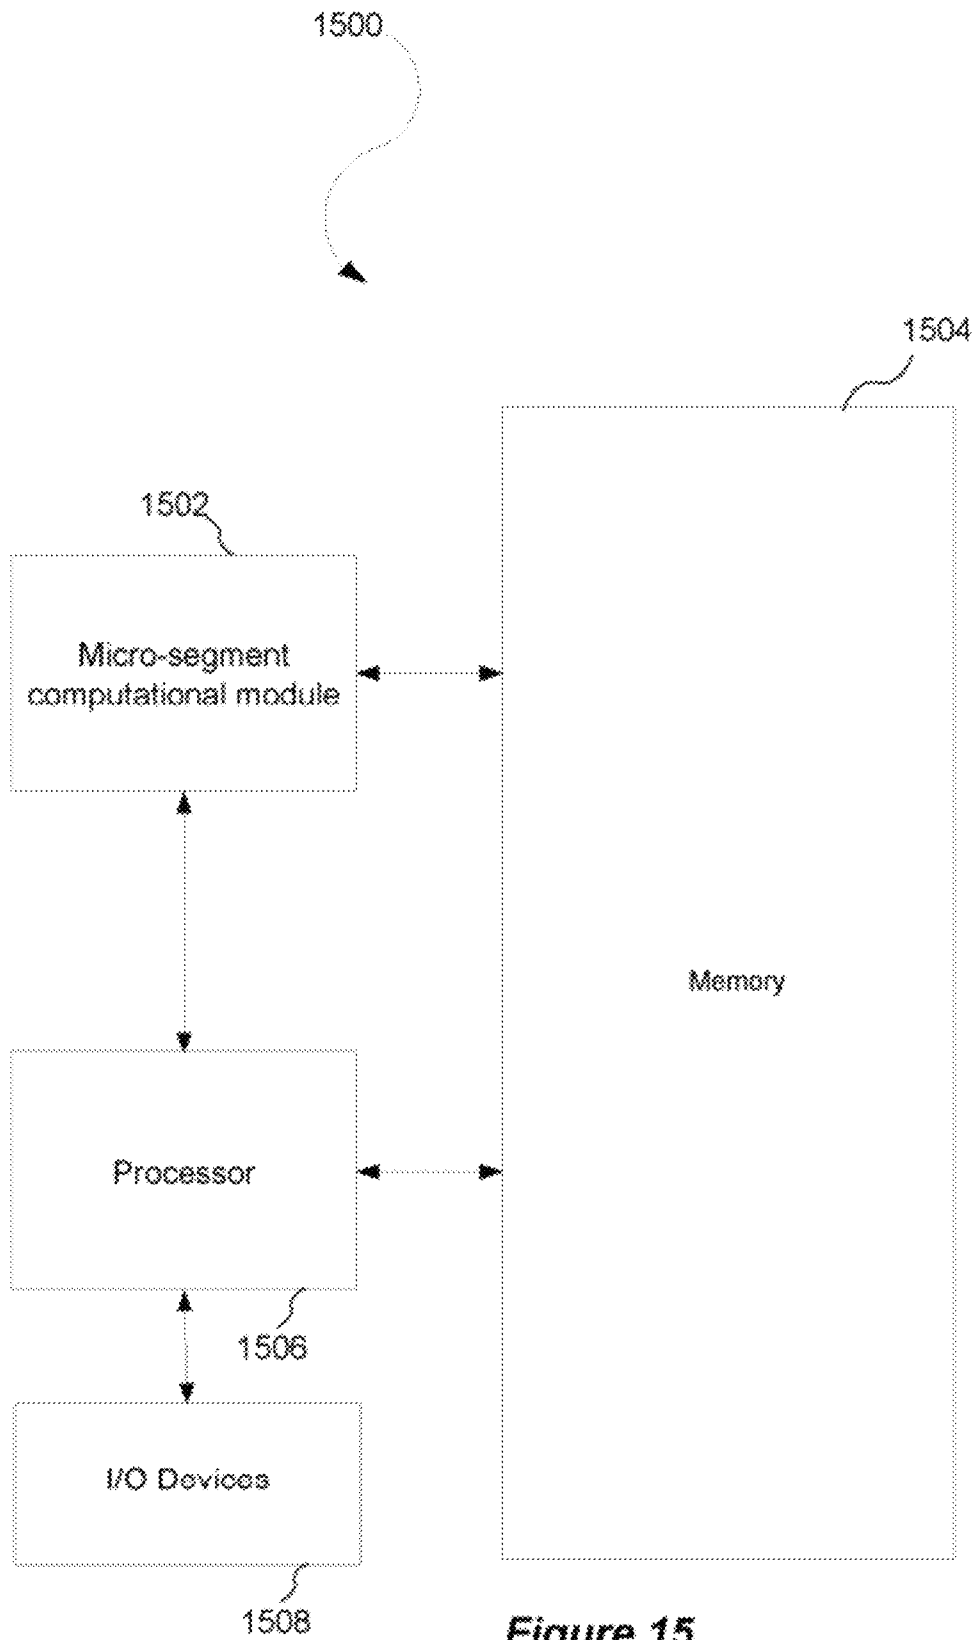 1500
1504
1502
Micro-segment
computational module
Memory
Processor
1506
I/O Devices
1508
Figure 15